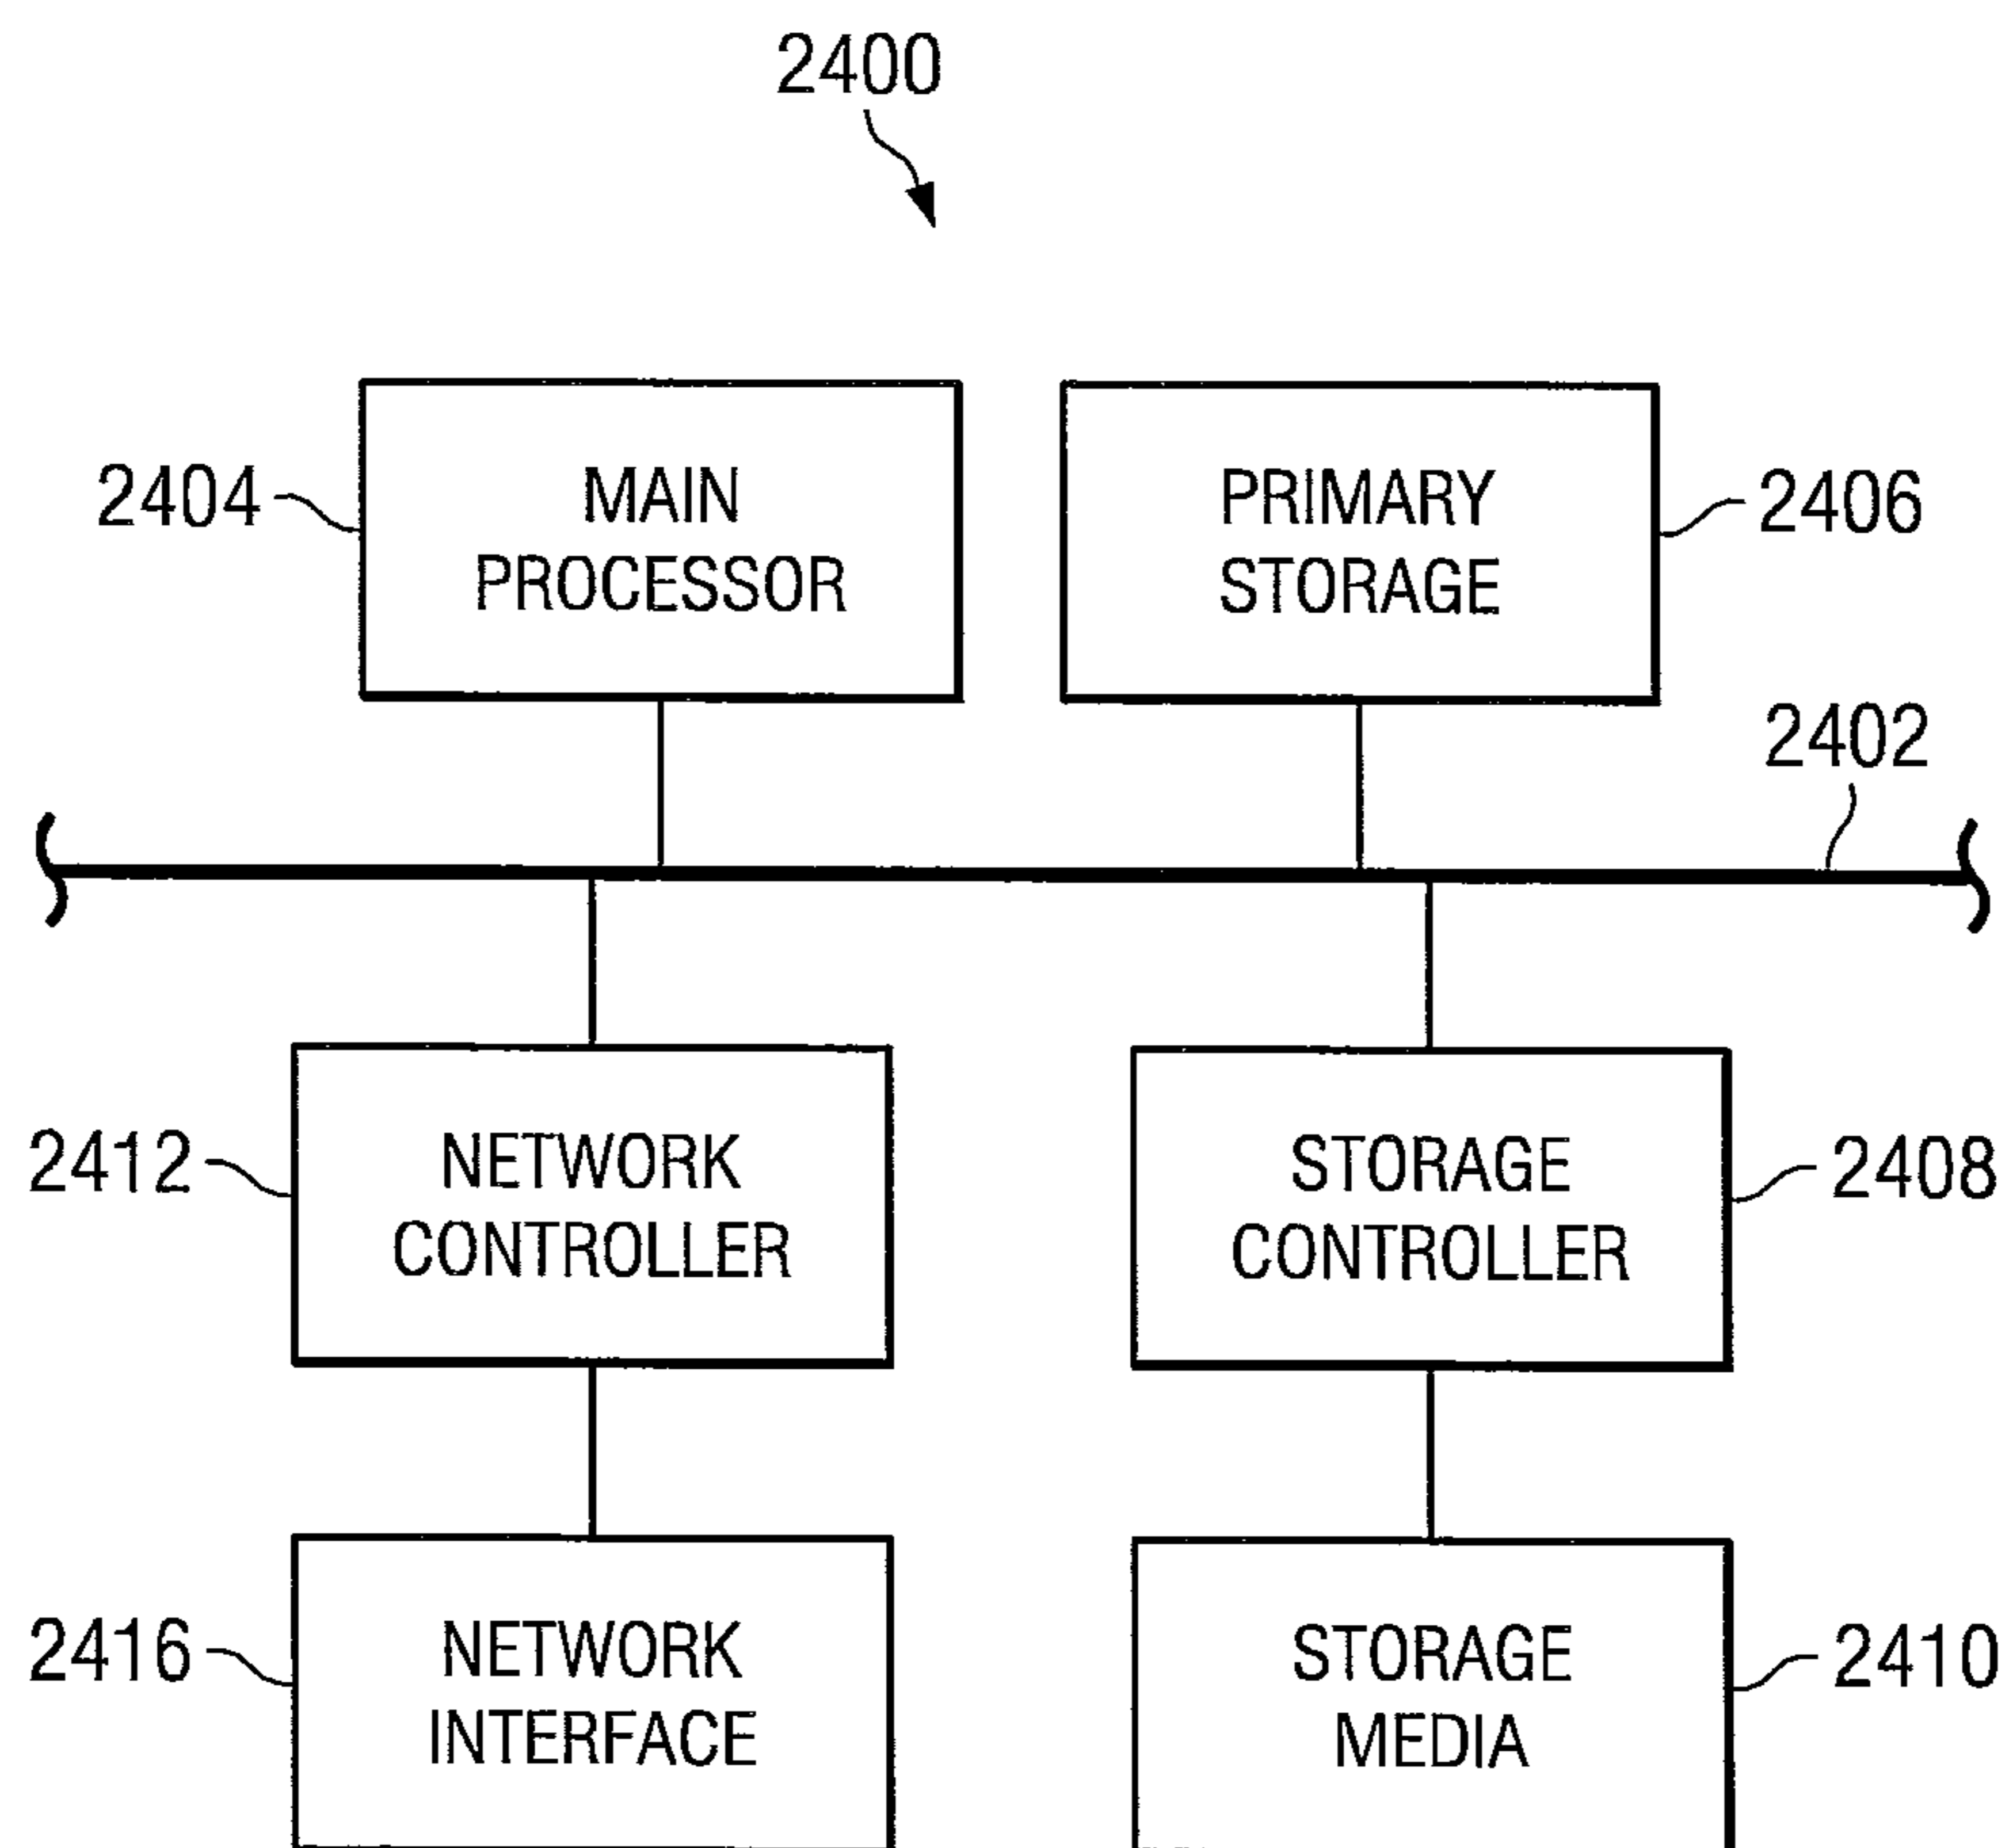 2400
2404
MAIN
PROCESSOR
PRIMARY
STORAGE
2406
2402
2412
NETWORK
CONTROLLER
STORAGE
CONTROLLER
2408
2416
NETWORK
INTERFACE
STORAGE
MEDIA
2410